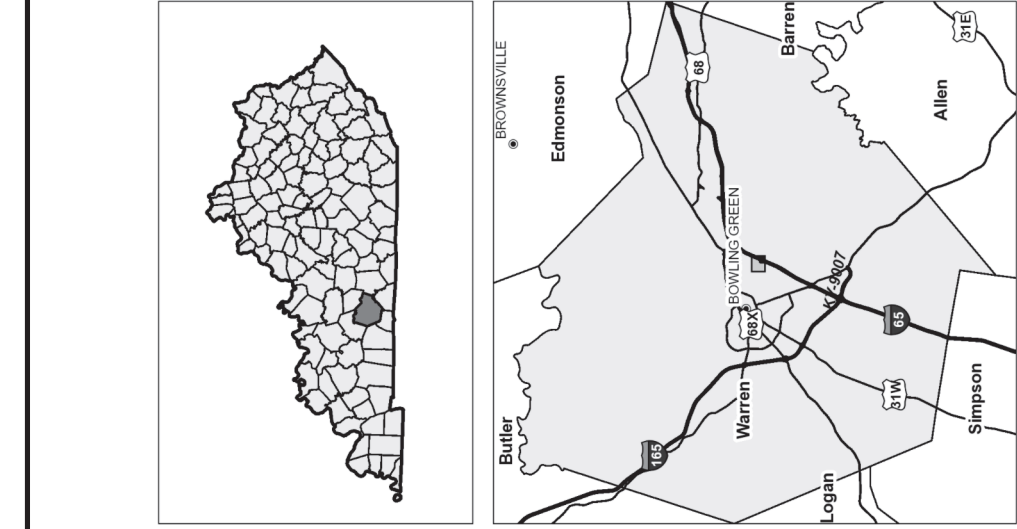 BROWNSVILLE
Edmonson
Barren
31E
68
Allen
BOWLING GREEN
KY-9007
68X
65
Butler
Warren
31W
165
Simpson
Logan